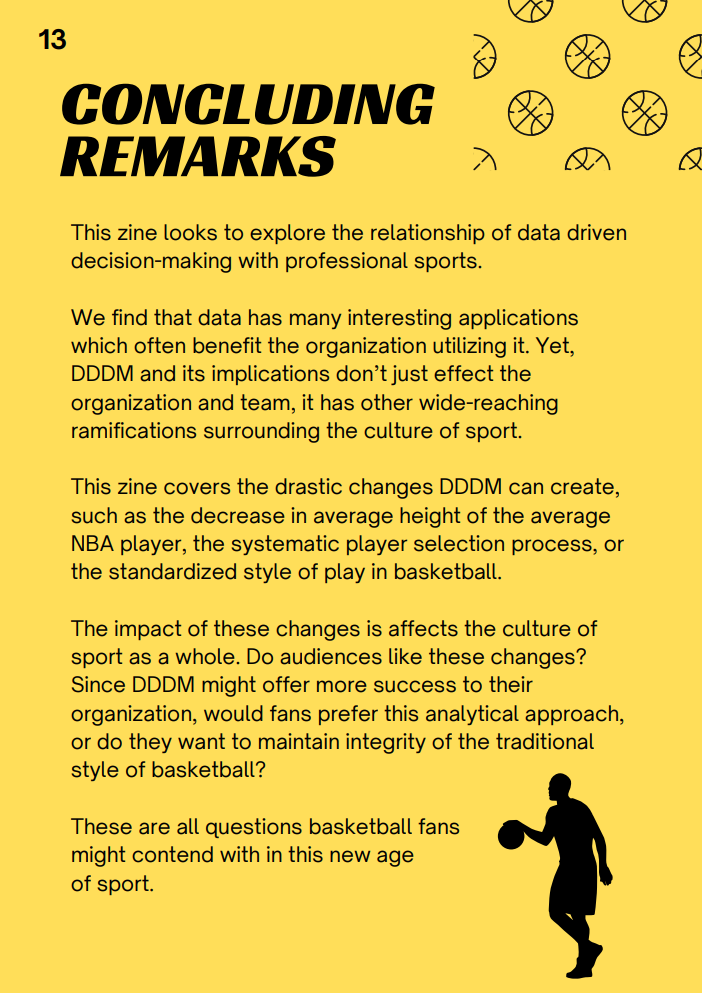 13
CONCLUDING
REMARKS
This zine looks to explore the relationship of data driven
decision-making with professional sports.
We find that data has many interesting applications
which often benefit the organization utilizing it. Yet,
DDDM and its implications don’t just effect the
organization and team, it has other wide-reaching
ramifications surrounding the culture of sport.
This zine covers the drastic changes DDDM can create,
such as the decrease in average height of the average
NBA player, the systematic player selection process, or
the standardized style of play in basketball.
The impact of these changes is affects the culture of
sport as a whole. Do audiences like these changes?
Since DDDM might offer more success to their
organization, would fans prefer this analytical approach,
or do they want to maintain integrity of the traditional
style of basketball?
These are all questions basketball fans
might contend with in this new age
of sport.